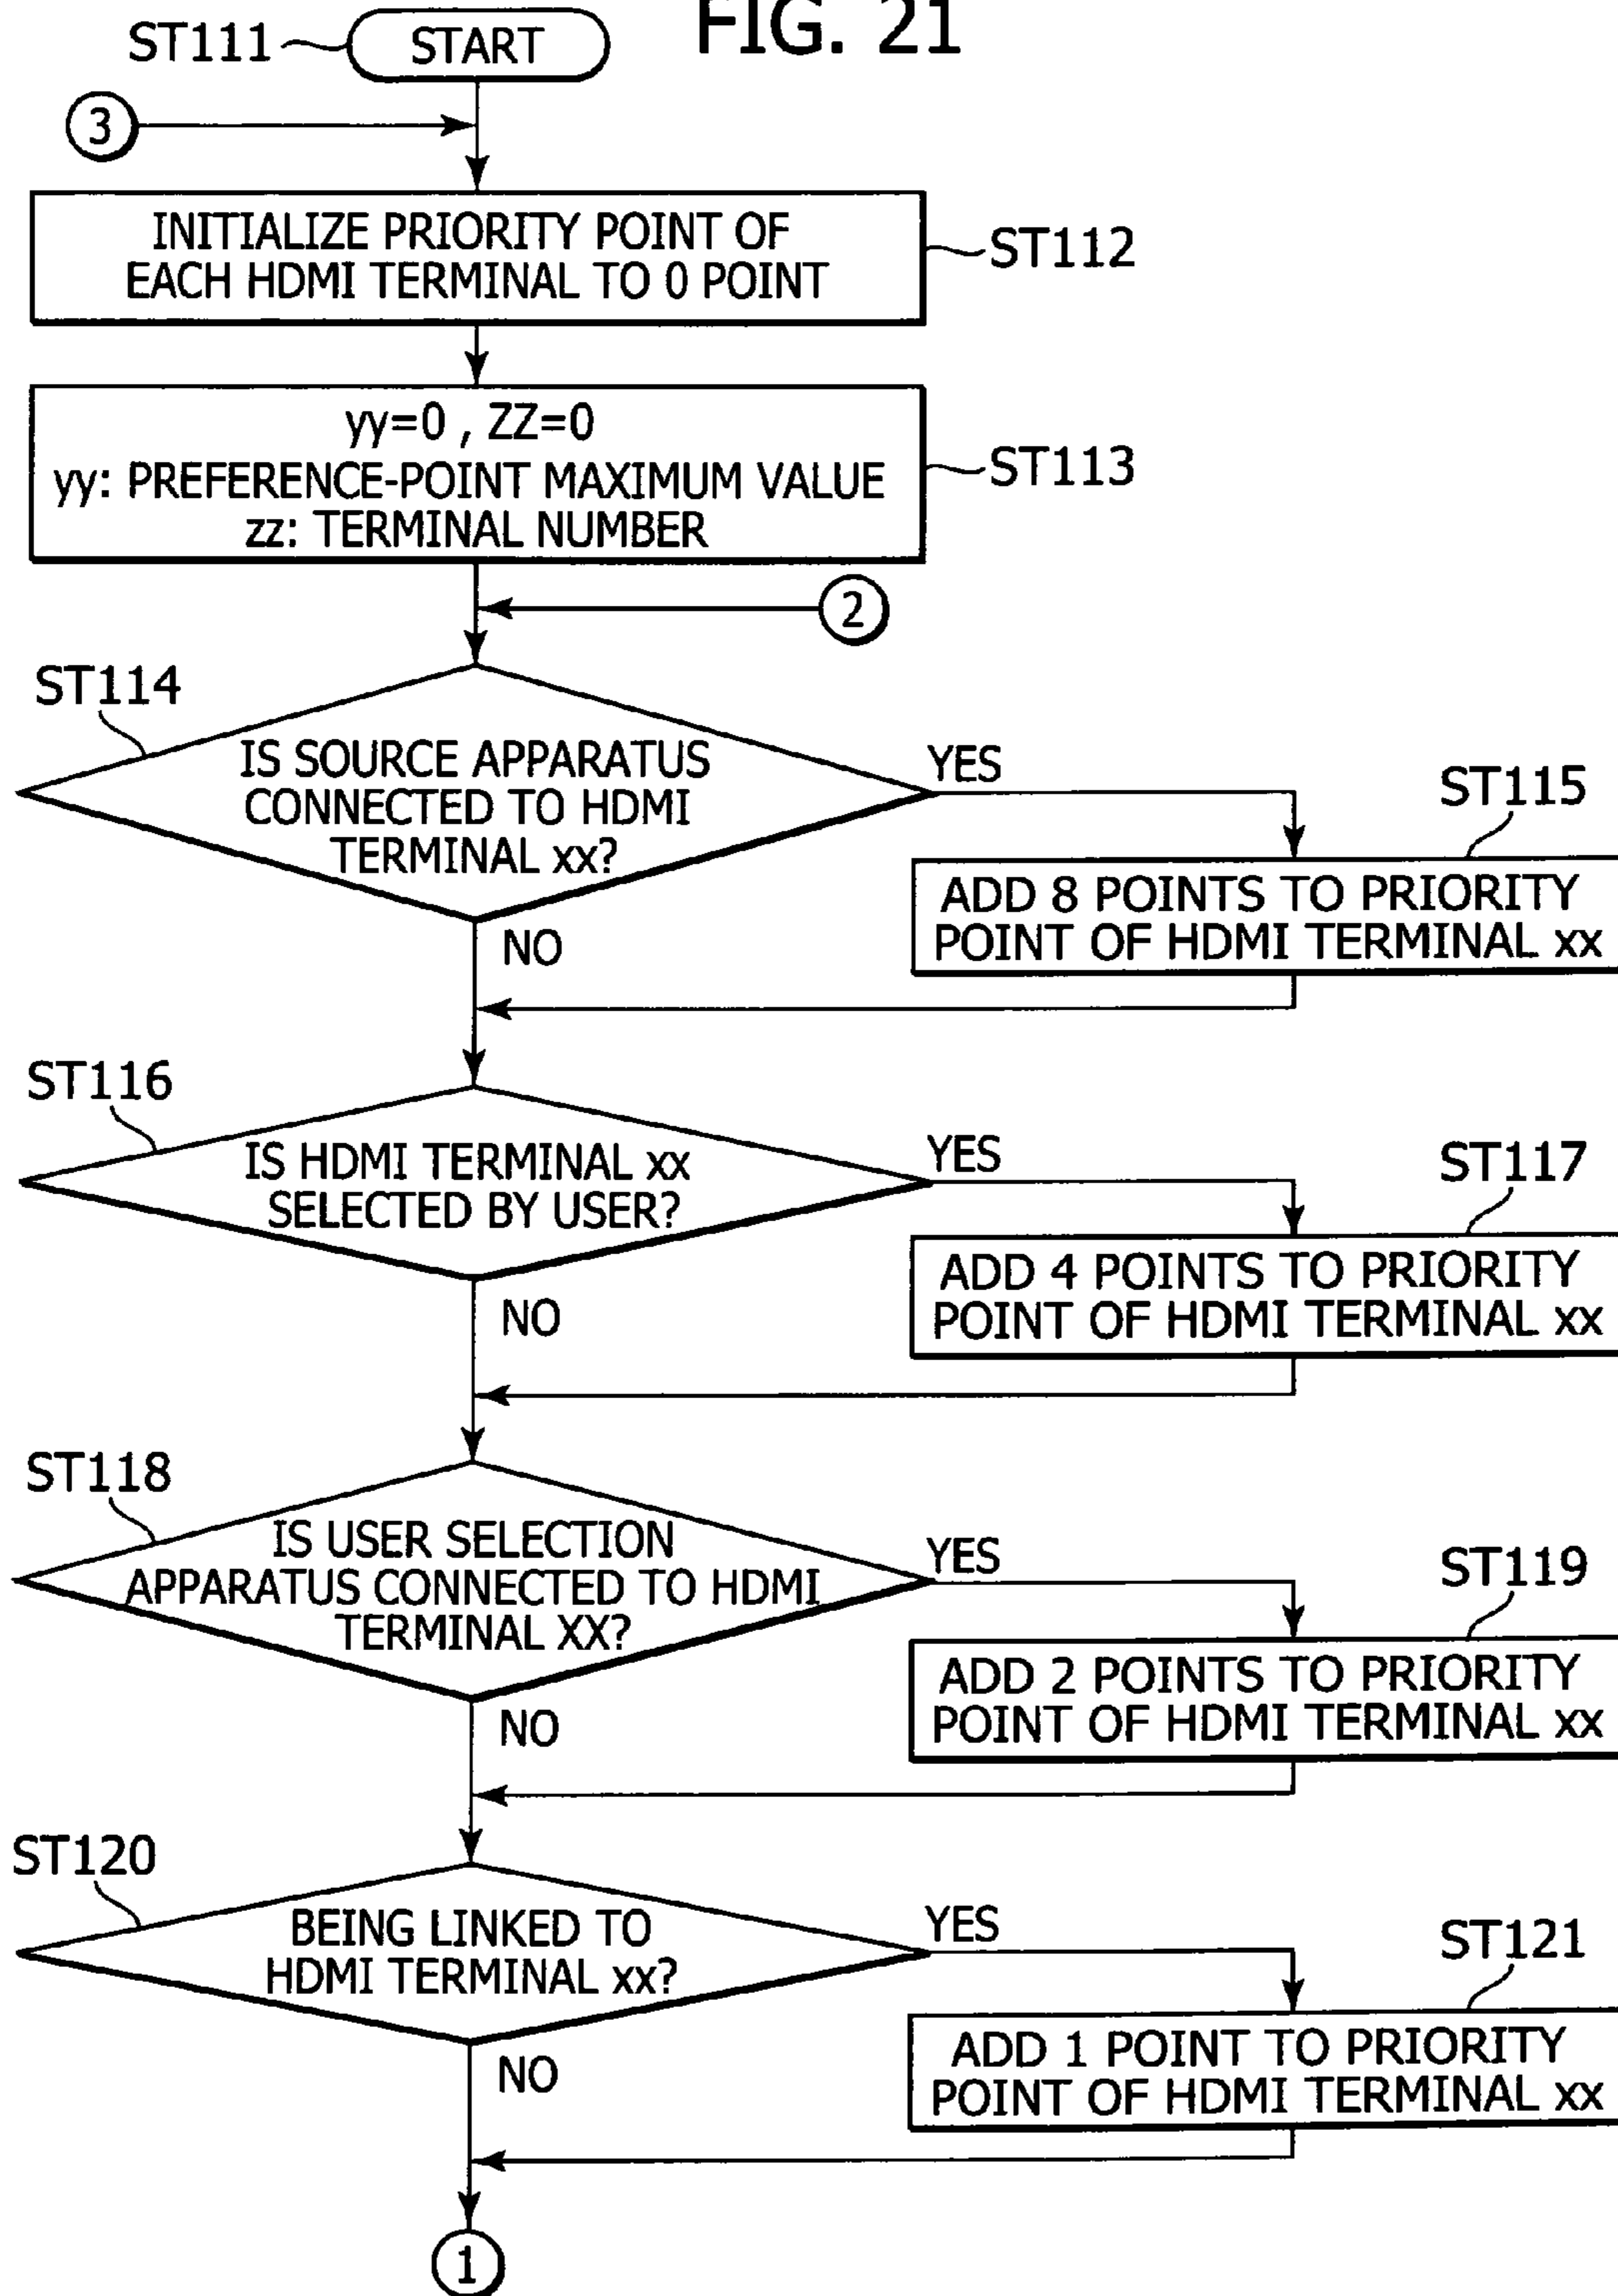 FIG. 21
ST111
START
3
INITIALIZE PRIORITY POINT OF
EACH HDMI TERMINAL TO 0 POINT
ST112
yy=0 , ZZ=0
yy: PREFERENCE-POINT MAXIMUM VALUE
zz: TERMINAL NUMBER
ST113
2
ST114
IS SOURCE APPARATUS
CONNECTED TO HDMI
TERMINAL xx?
YES
NO
ST115
ADD 8 POINTS TO PRIORITY
POINT OF HDMI TERMINAL xx
ST116
IS HDMI TERMINAL xx
SELECTED BY USER?
YES
NO
ST117
ADD 4 POINTS TO PRIORITY
POINT OF HDMI TERMINAL xx
ST118
IS USER SELECTION
APPARATUS CONNECTED TO HDMI
TERMINAL XX?
YES
NO
ST119
ADD 2 POINTS TO PRIORITY
POINT OF HDMI TERMINAL xx
ST120
BEING LINKED TO
HDMI TERMINAL xx?
YES
NO
ST121
ADD 1 POINT TO PRIORITY
POINT OF HDMI TERMINAL xx
1